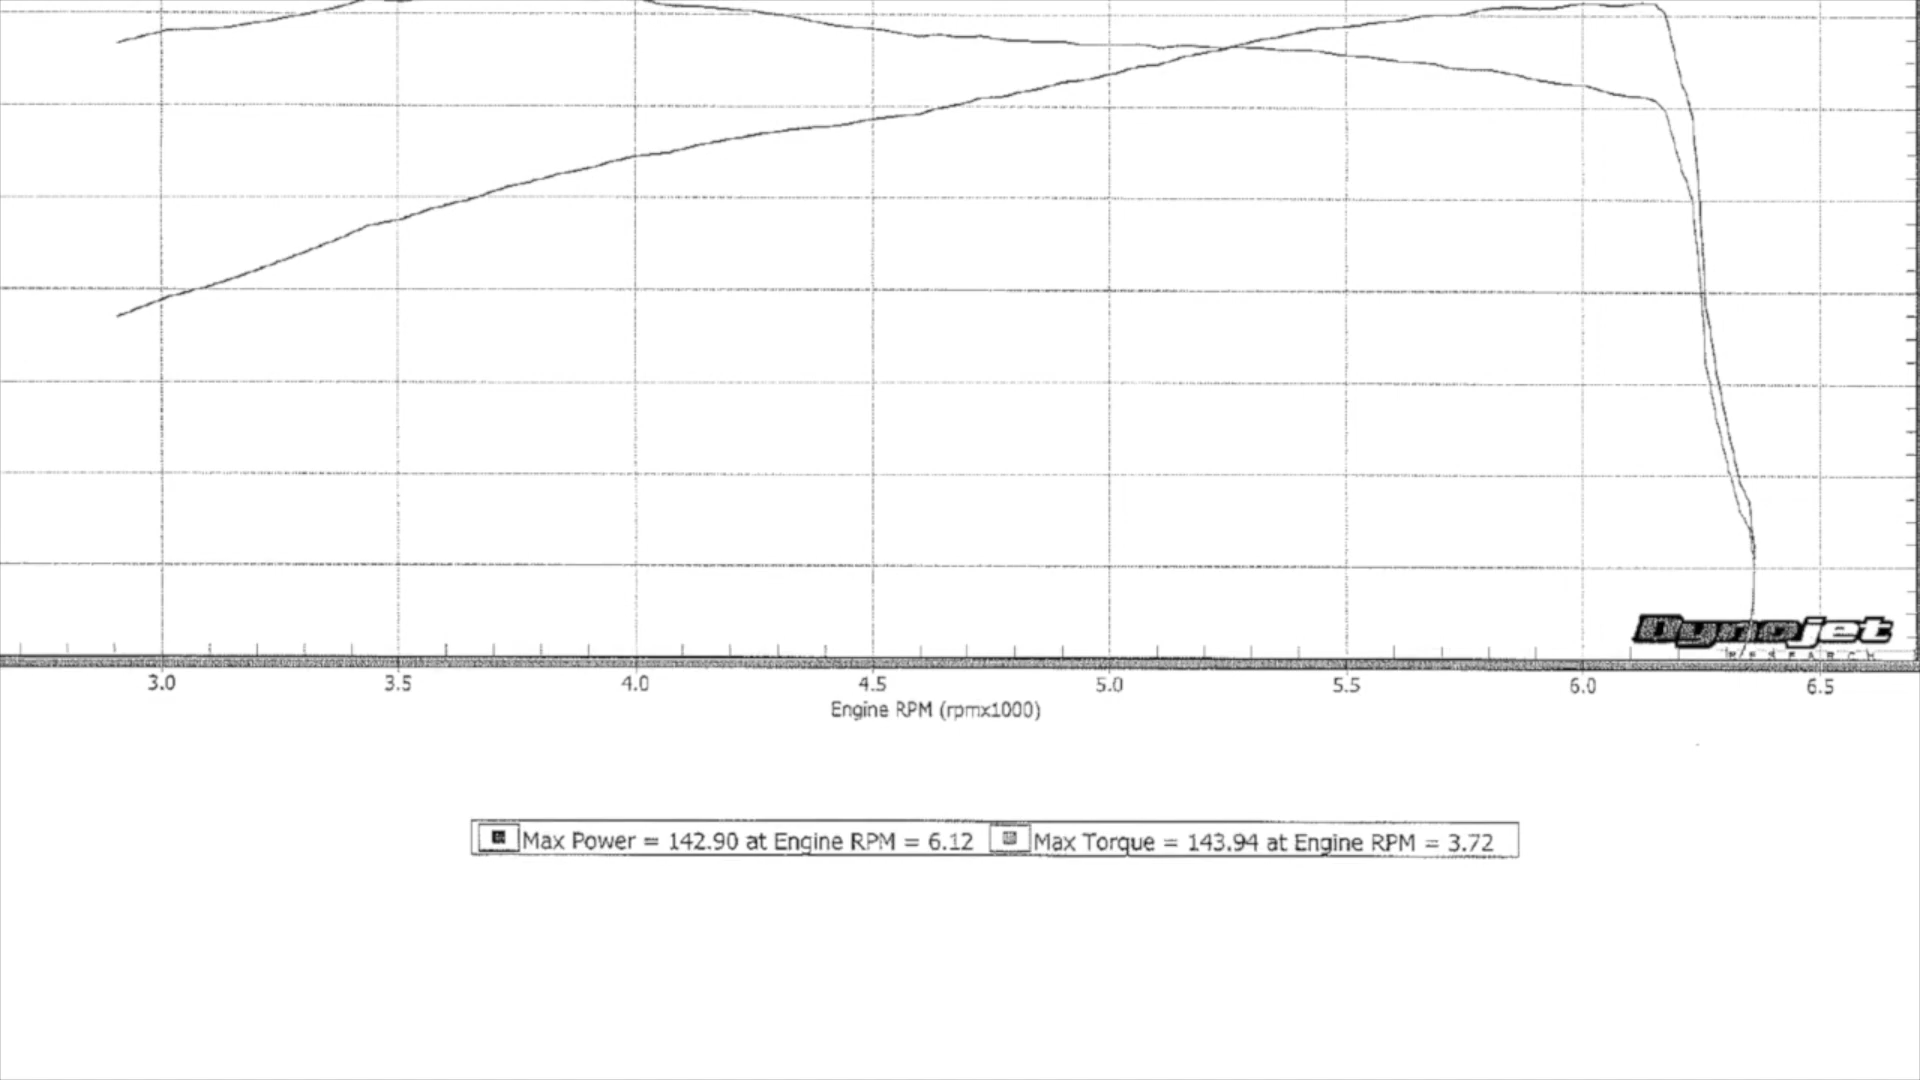 Dynojet
RESEARCH
3.0 3.5 4.0 4.5 5.0 5.5 6.0 6.5
Engine RPM (rpmx1000)
Max Power = 142.90 at Engine RPM = 6.12 Max Torque = 143.94 at Engine RPM = 3.72